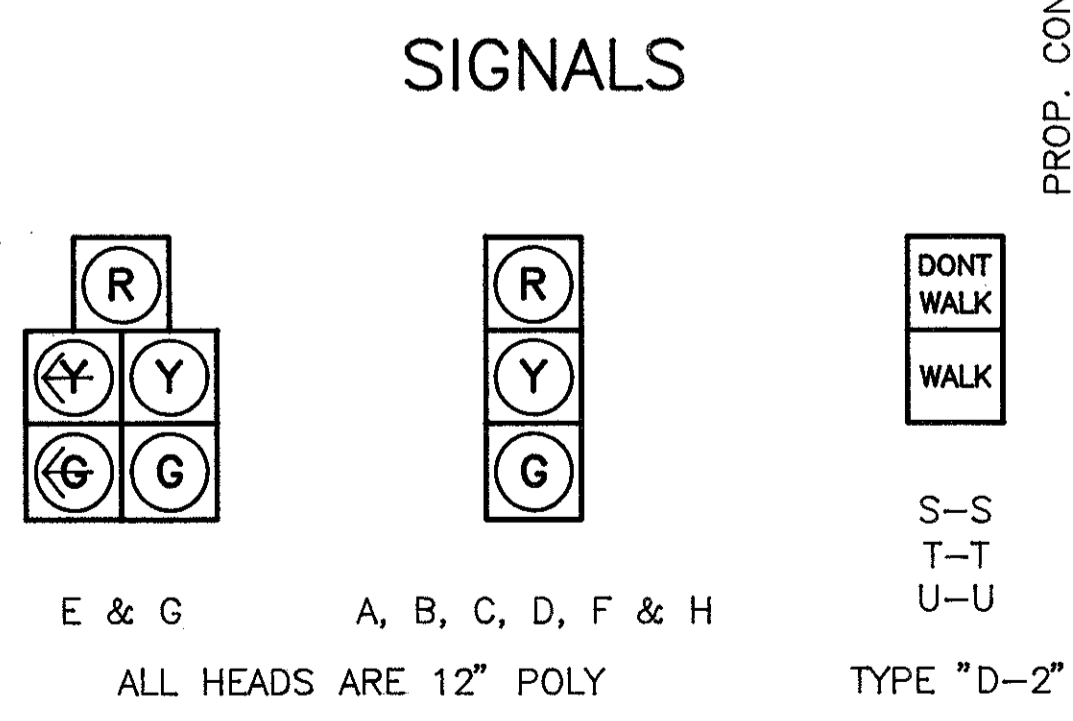 SIGNALS
PROP. CON
R
Y Y
G G
E & G
R
Y
G
A, B, C, D, F & H
ALL HEADS ARE 12" POLY
DONT
WALK
WALK
S-S
T-T
U-U
TYPE "D-2"